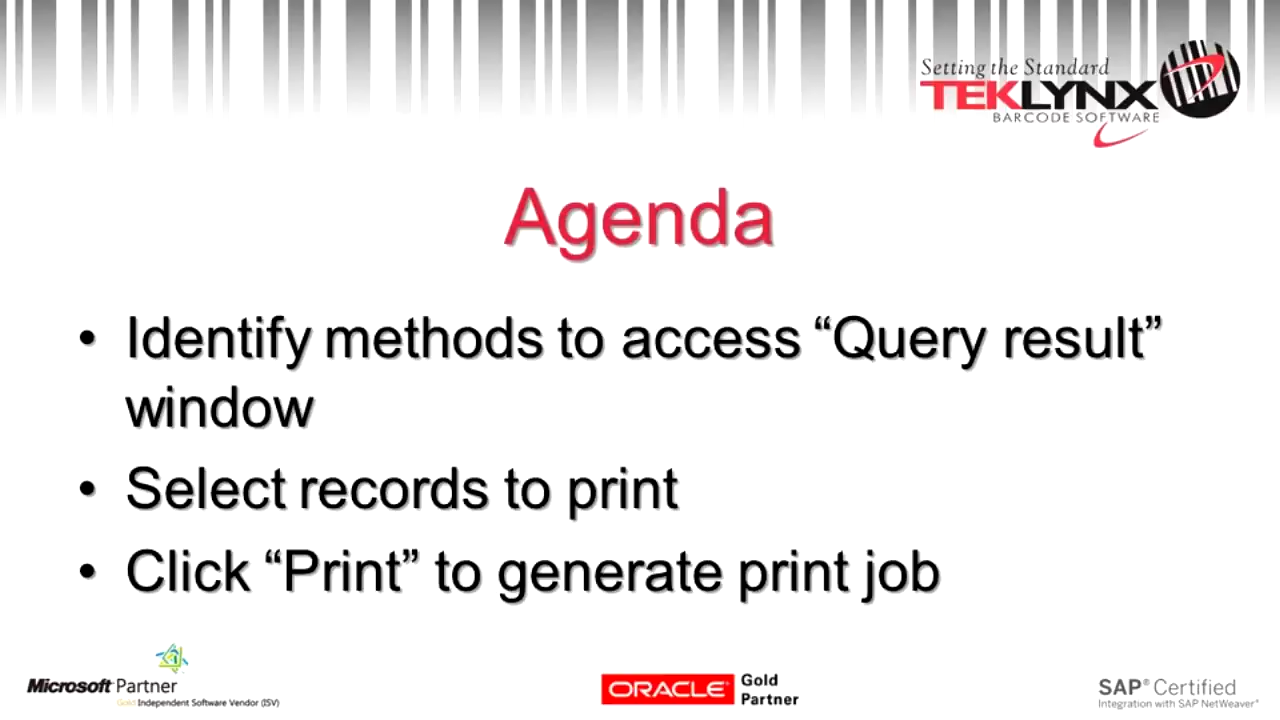 Setting the Standard
TEKLYNX
BARCODE SOFTWARE
Agenda
• Identify methods to access “Query result”
window
• Select records to print
• Click “Print” to generate print job
Microsoft Partner
Gold Independent Software Vendor (ISV)
ORACLE Gold
Partner
SAP® Certified
Integration with SAP NetWeaver®